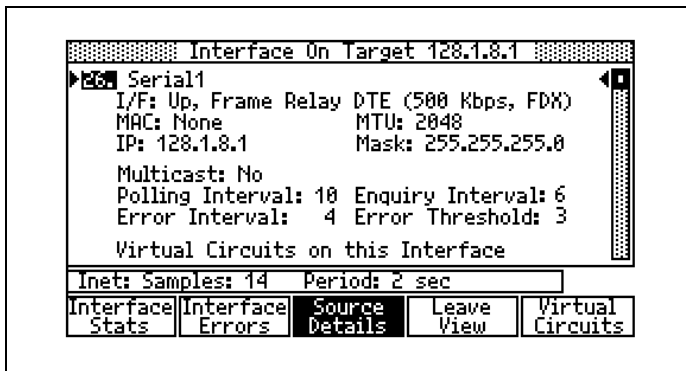 Interface On Target 128.1.8.1
26. Serial1
I/F: Up, Frame Relay DTE (500 Kbps, FDX)
MAC: None MTU: 2048
IP: 128.1.8.1 Mask: 255.255.255.0
Multicast: No
Polling Interval: 10 Enquiry Interval: 6
Error Interval: 4 Error Threshold: 3
Virtual Circuits on this Interface
Inet: Samples: 14 Period: 2 sec
Interface Interface Source Leave Virtual
Stats Errors Details View Circuits